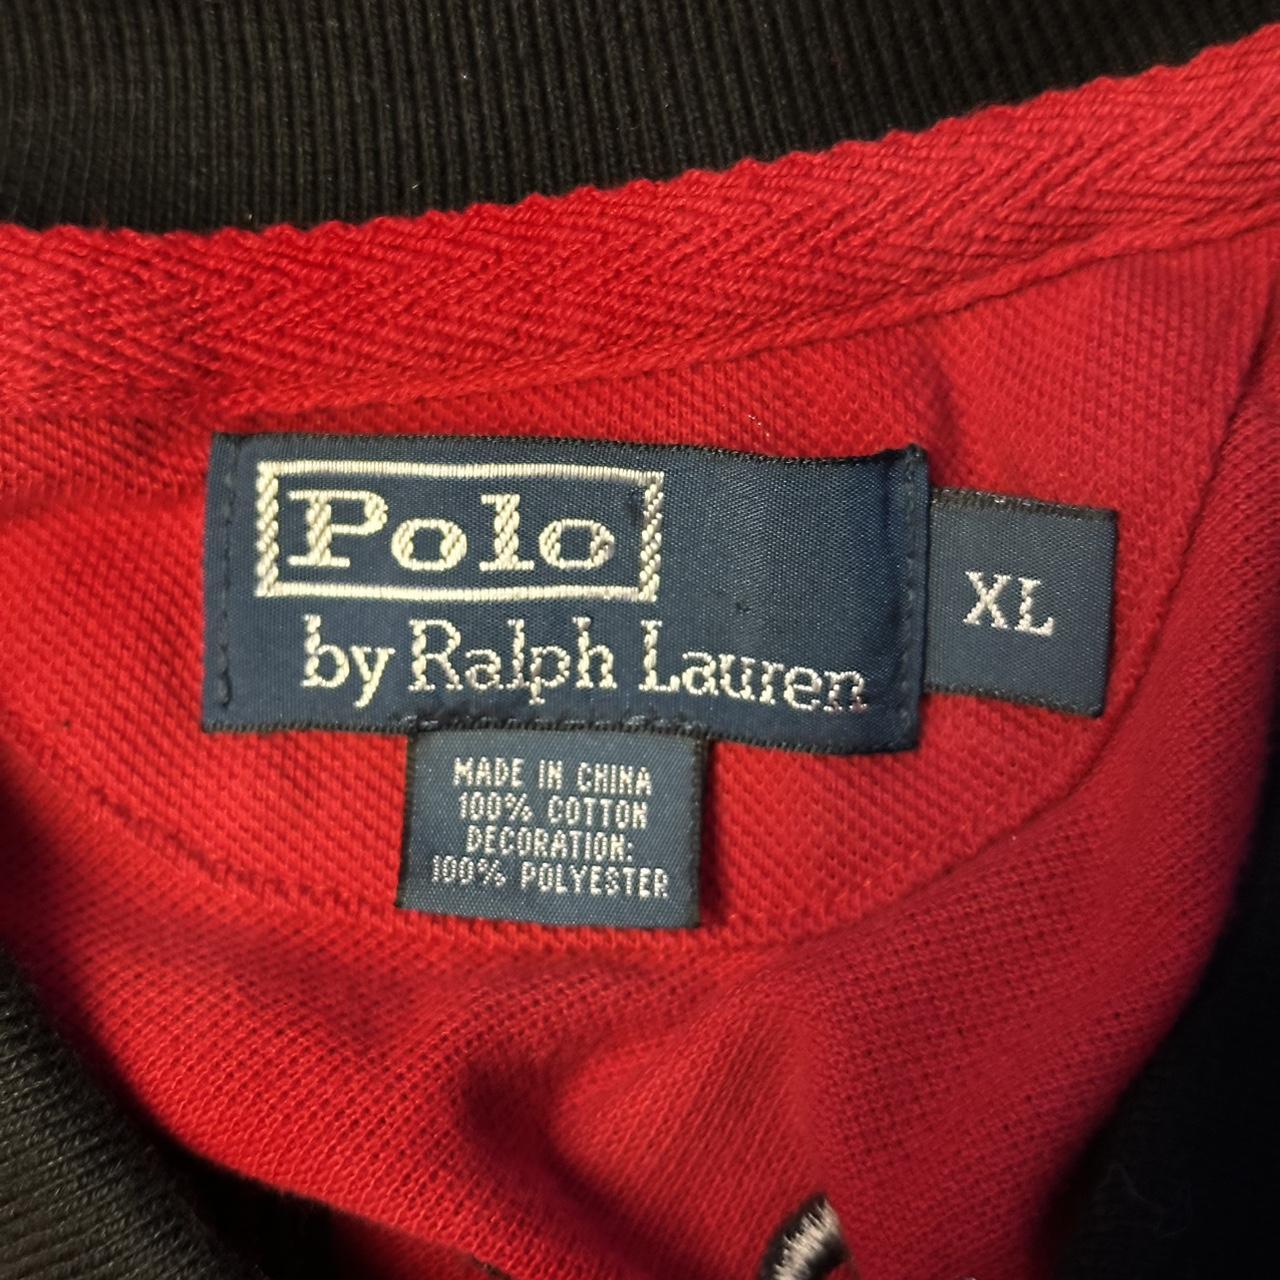 Polo
by Ralph Lauren
XL
MADE IN CHINA
100% COTTON
DECORATION:
100% POLYESTER